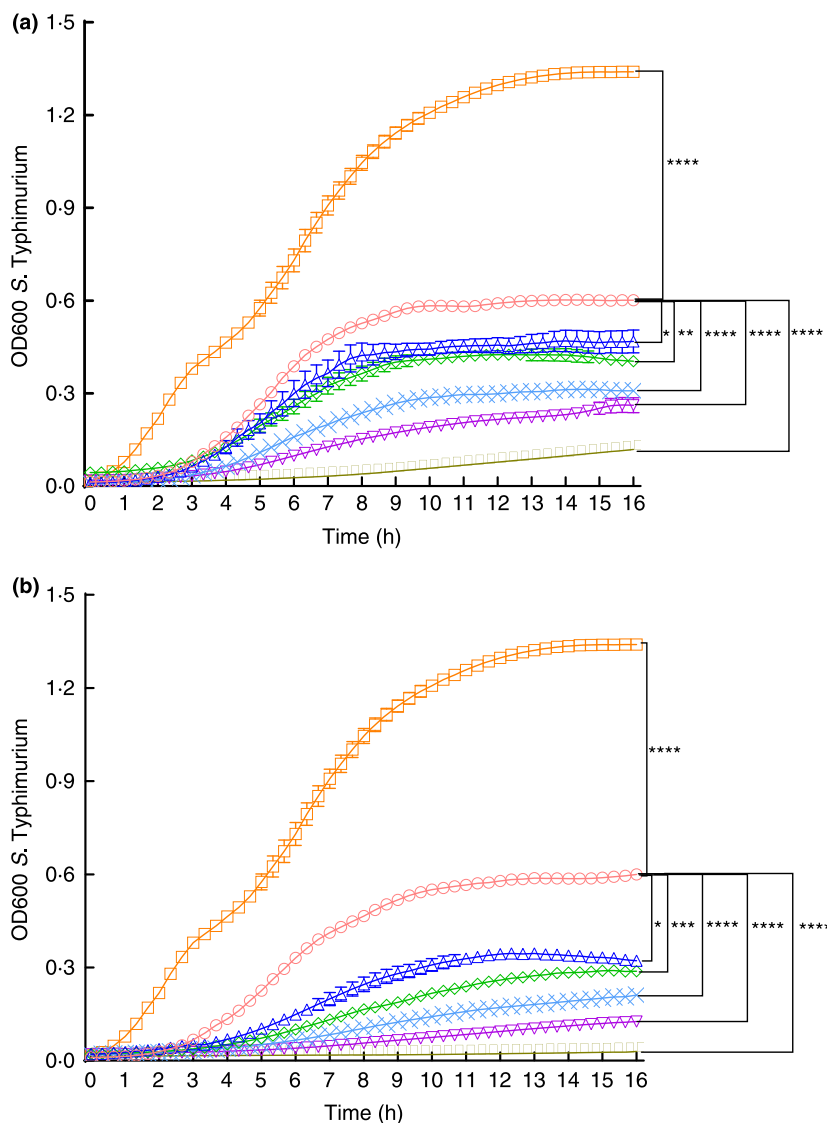 (a)
1·5
1·2
0·9
0·6
0·3
0·0
OD600 S. Typhimurium
****
* ** **** **** ****
0 1 2 3 4 5 6 7 8 9 10 11 12 13 14 15 16
Time (h)
(b)
1·5
1·2
0·9
0·6
0·3
0·0
OD600 S. Typhimurium
****
* *** **** **** ****
0 1 2 3 4 5 6 7 8 9 10 11 12 13 14 15 16
Time (h)